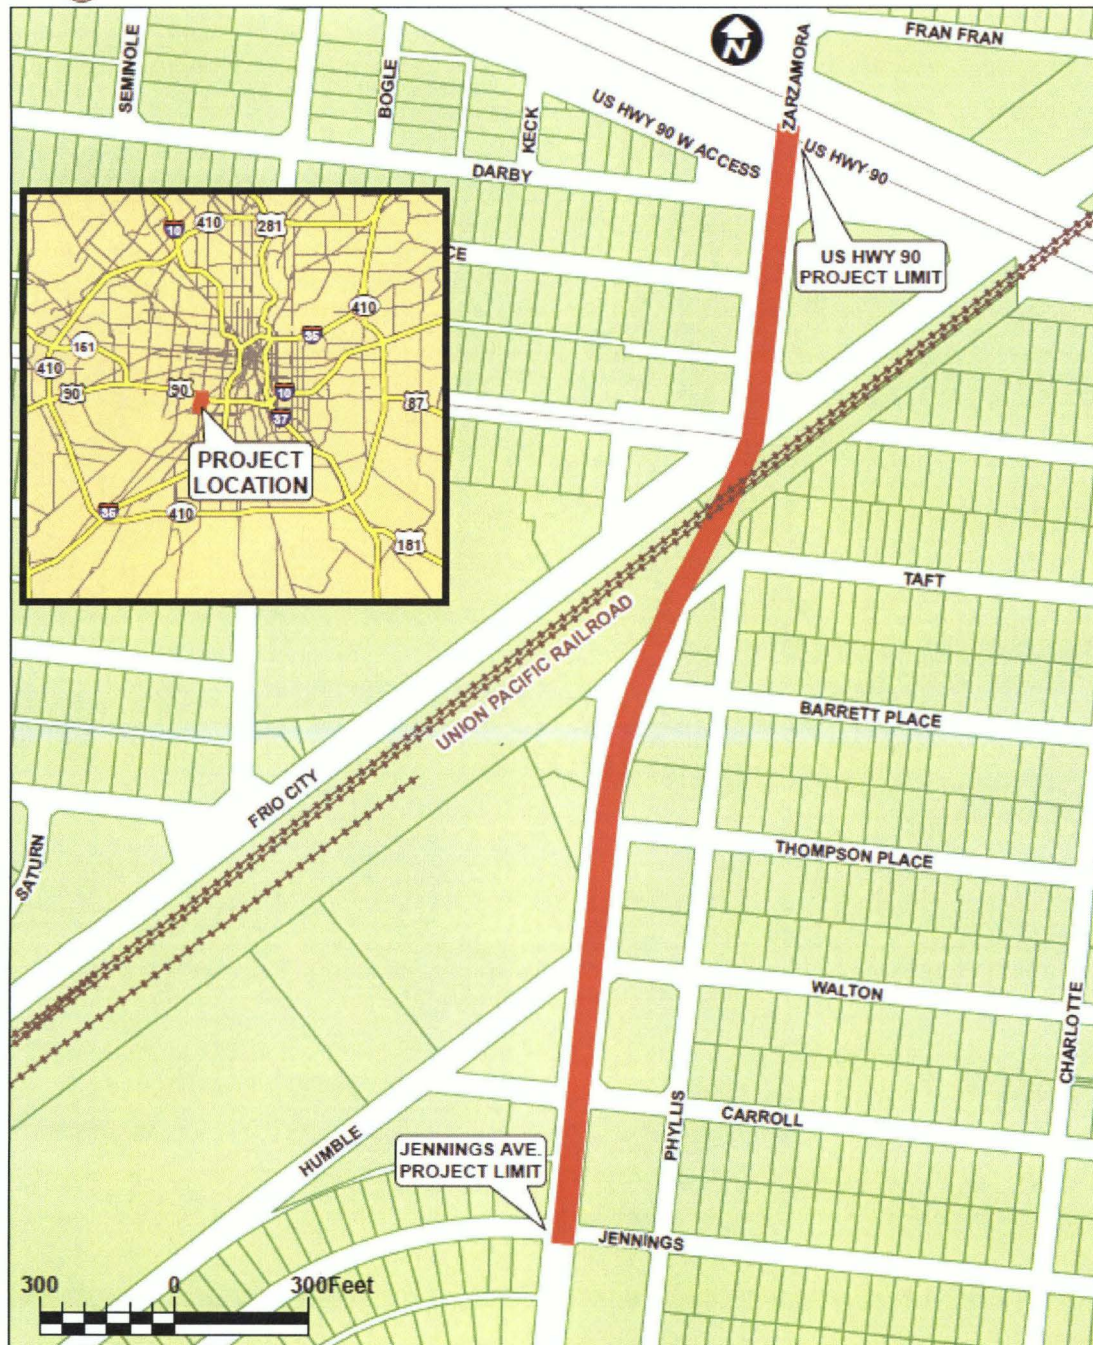 FRAN FRAN
ZARZAMORA
N
SEMINOLE
BOGLE
KECK
US HWY 90 W ACCESS
US HWY 90
DARBY
US HWY 90
PROJECT LIMIT
CE
10
410
281
410
35
151
410
90
90
10
87
37
PROJECT
LOCATION
35
410
181
TAFT
UNION PACIFIC RAILROAD
BARRETT PLACE
FRIO CITY
THOMPSON PLACE
SATURN
WALTON
CHARLOTTE
CARROLL
PHYLLIS
HUMBLE
JENNINGS AVE.
PROJECT LIMIT
JENNINGS
300 0 300Feet